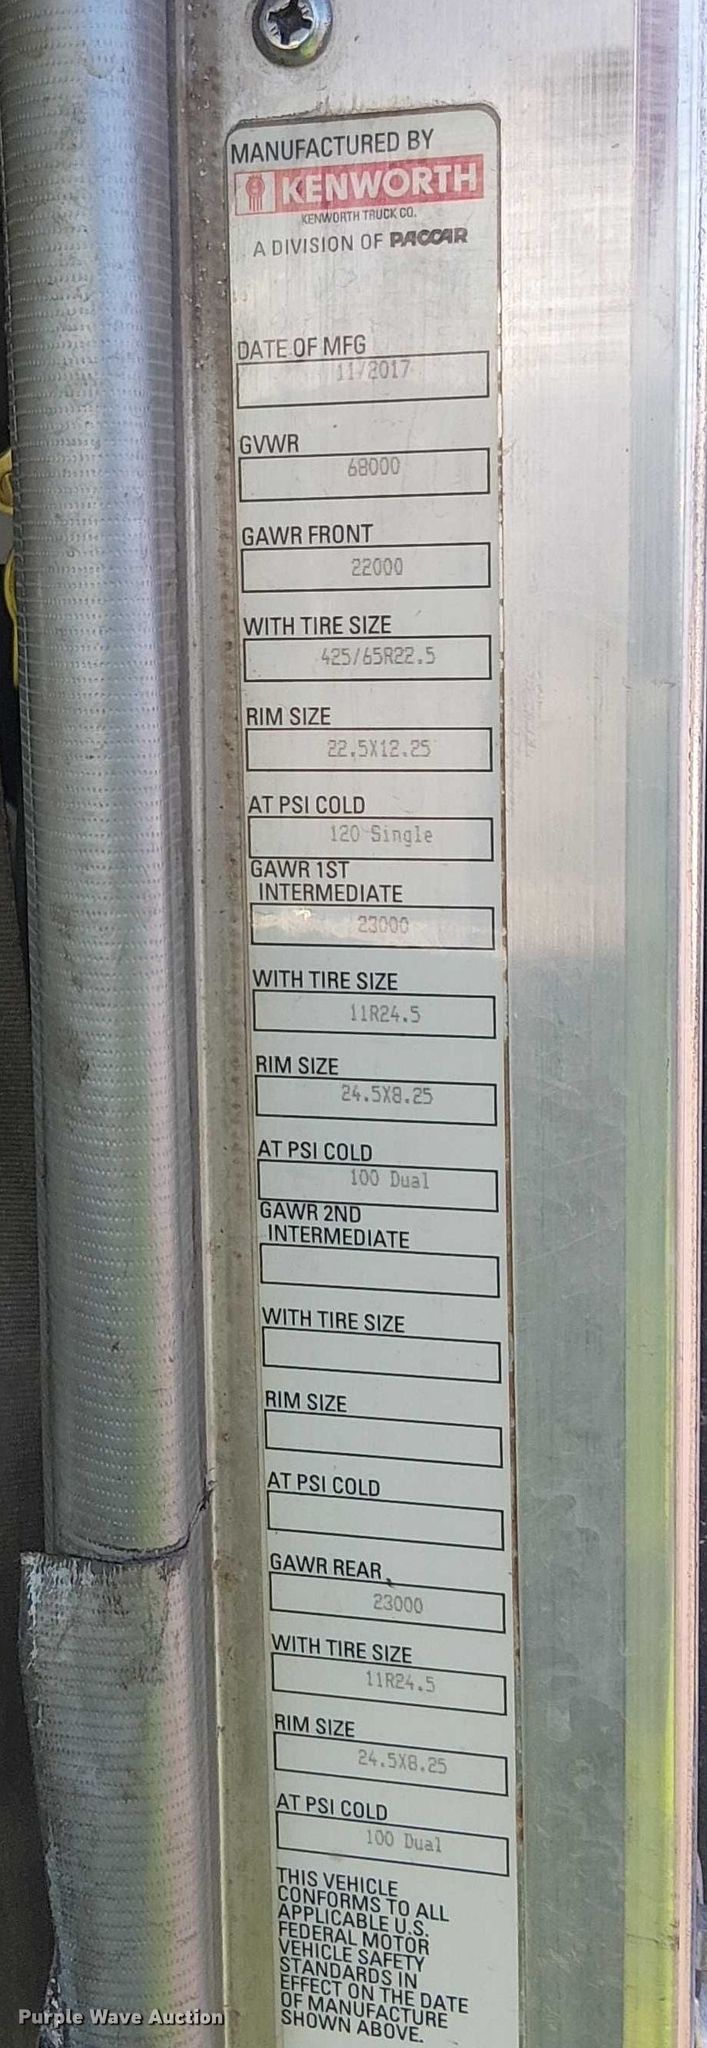 MANUFACTURED BY
KENWORTH
KENWORTH TRUCK CO.
A DIVISION OF PACCAR
DATE OF MFG
11/2017
GVWR
68000
GAWR FRONT
22000
WITH TIRE SIZE
425/65R22.5
RIM SIZE
22.5X12.25
AT PSI COLD
120 Single
GAWR 1ST
INTERMEDIATE
23000
WITH TIRE SIZE
11R24.5
RIM SIZE
24.5X8.25
AT PSI COLD
100 Dual
GAWR 2ND
INTERMEDIATE
WITH TIRE SIZE
RIM SIZE
AT PSI COLD
GAWR REAR
23000
WITH TIRE SIZE
11R24.5
RIM SIZE
24.5X8.25
AT PSI COLD
100 Dual
THIS VEHICLE
CONFORMS TO ALL
APPLICABLE U.S.
FEDERAL MOTOR
VEHICLE SAFETY
STANDARDS IN
EFFECT ON THE DATE
OF MANUFACTURE
SHOWN ABOVE.
Purple Wave Auction